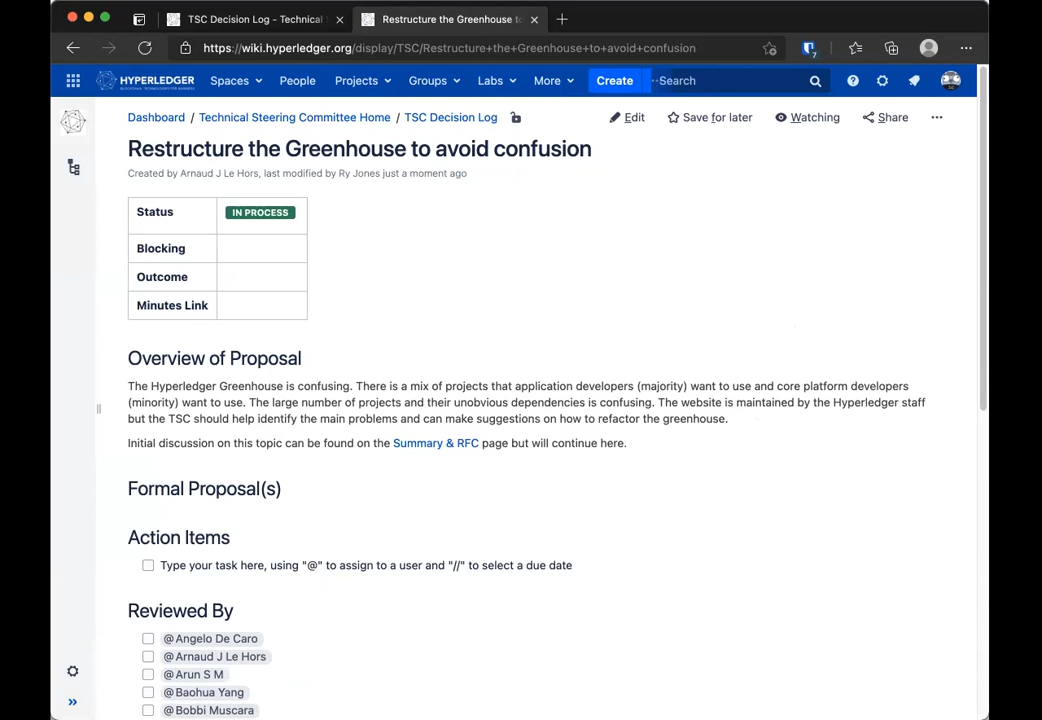 TSC Decision Log - Technical
Restructure the Greenhouse to
https://wiki.hyperledger.org/display/TSC/Restructure+the+Greenhouse+to+avoid+confusion
7
HYPERLEDGER
Spaces
People
Projects
Groups
Labs
More
Create
Search
Dashboard / Technical Steering Committee Home / TSC Decision Log
Edit
Save for later
Watching
Share
Restructure the Greenhouse to avoid confusion
Created by Arnaud J Le Hors, last modified by Ry Jones just a moment ago
Status IN PROCESS
Blocking
Outcome
Minutes Link
Overview of Proposal
The Hyperledger Greenhouse is confusing. There is a mix of projects that application developers (majority) want to use and core platform developers
(minority) want to use. The large number of projects and their unobvious dependencies is confusing. The website is maintained by the Hyperledger staff
but the TSC should help identify the main problems and can make suggestions on how to refactor the greenhouse.
Initial discussion on this topic can be found on the Summary & RFC page but will continue here.
Formal Proposal(s)
Action Items
Type your task here, using "@" to assign to a user and "//" to select a due date
Reviewed By
@Angelo De Caro
@Arnaud J Le Hors
@Arun S M
@Baohua Yang
@Bobbi Muscara